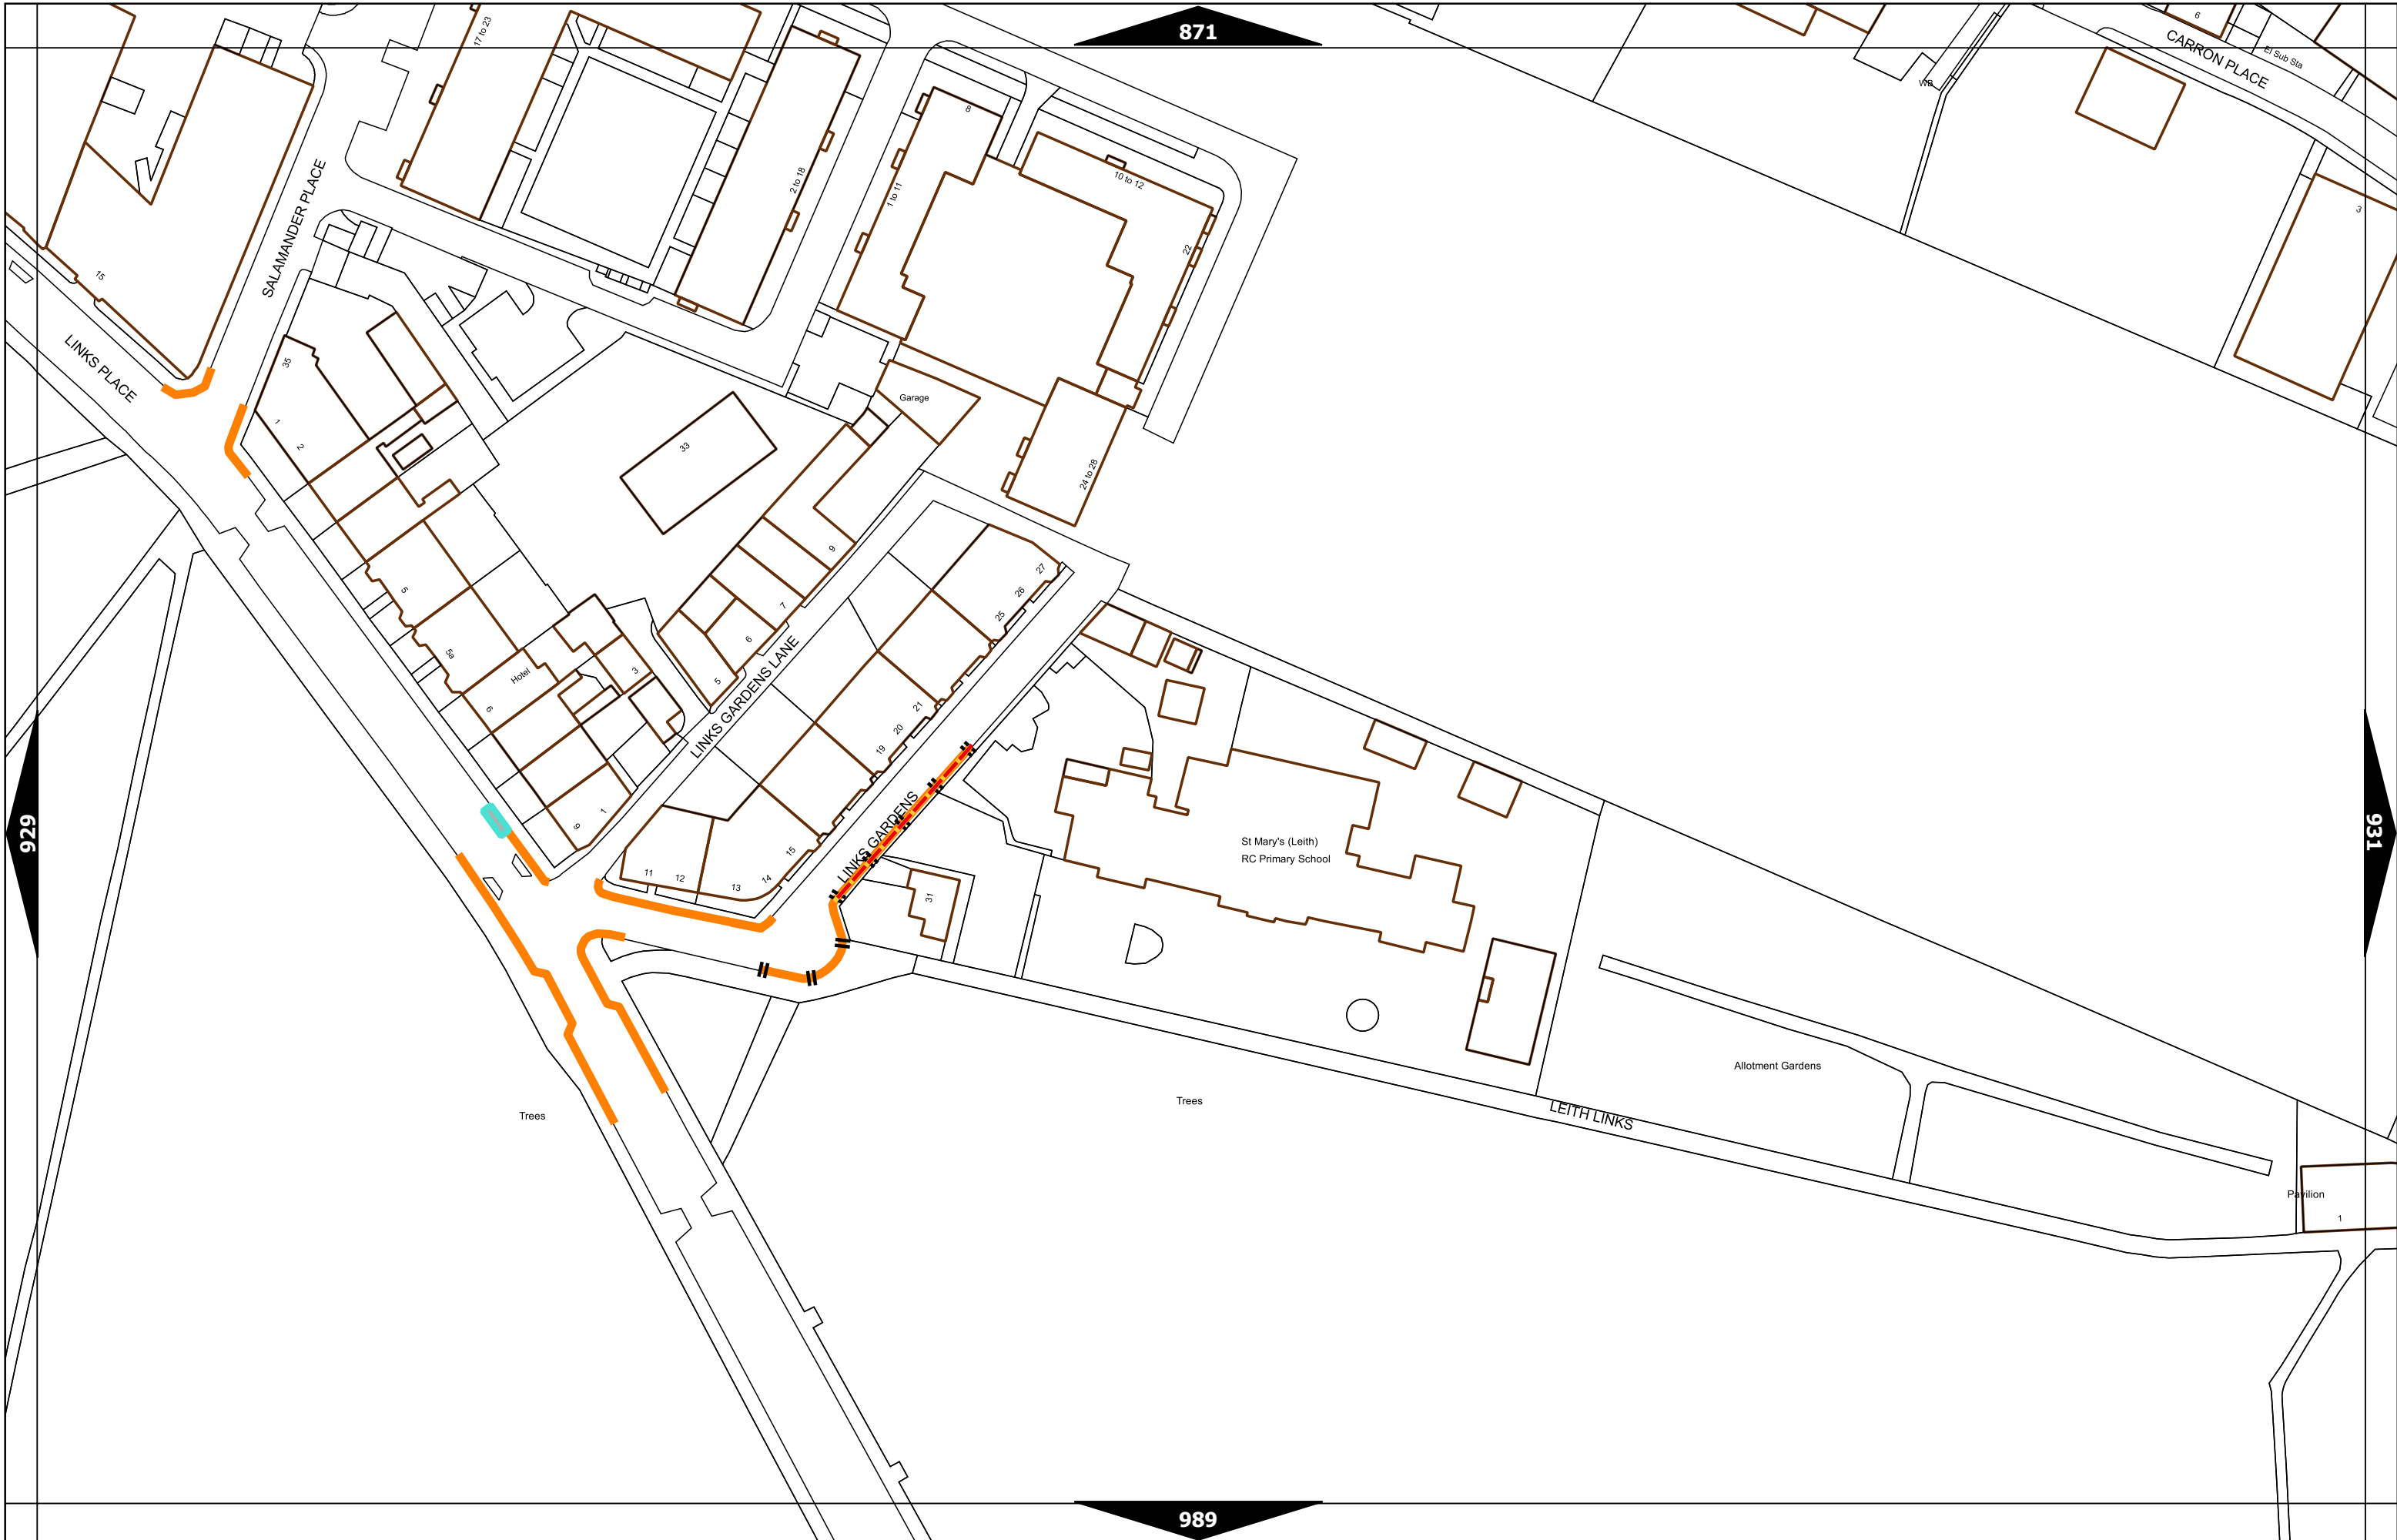 871
17 to 23
6
CARRON PLACE
El Sub Sta
WB
8
10 to 12
2 to 18
1 to 11
22
3
SALAMANDER PLACE
15
LINKS PLACE
35
1
2
Garage
33
24 to 28
9
7
6
5
5
5a
Hotel
6
3
LINKS GARDENS LANE
27
26
25
21
20
19
15
14
13
12
11
1
9
LINKS GARDENS
31
St Mary's (Leith)
RC Primary School
929
931
Allotment Gardens
Trees
Trees
LEITH LINKS
Pavilion
1
989